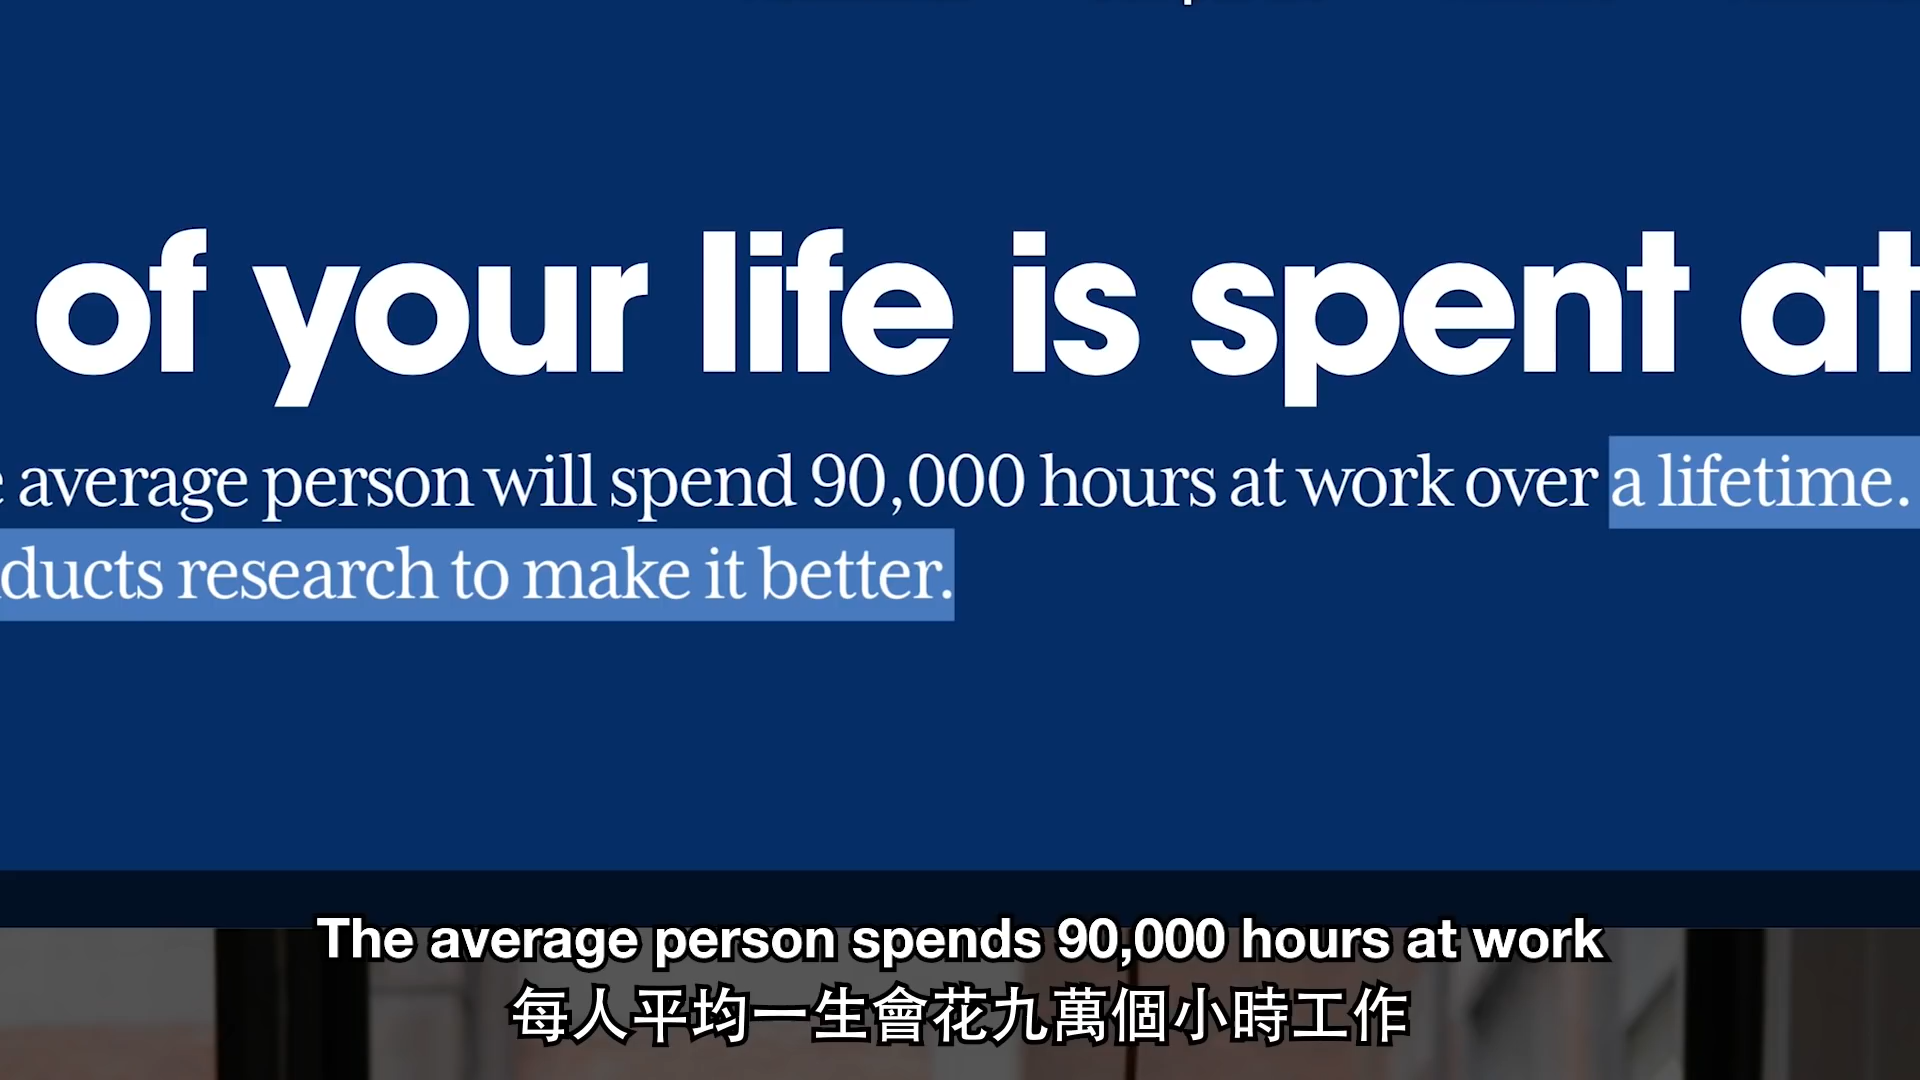 of your life is spent at
average person will spend 90,000 hours at work over a lifetime.
ducts research to make it better.
The average person spends 90,000 hours at work
每人平均一生會花九萬個小時工作